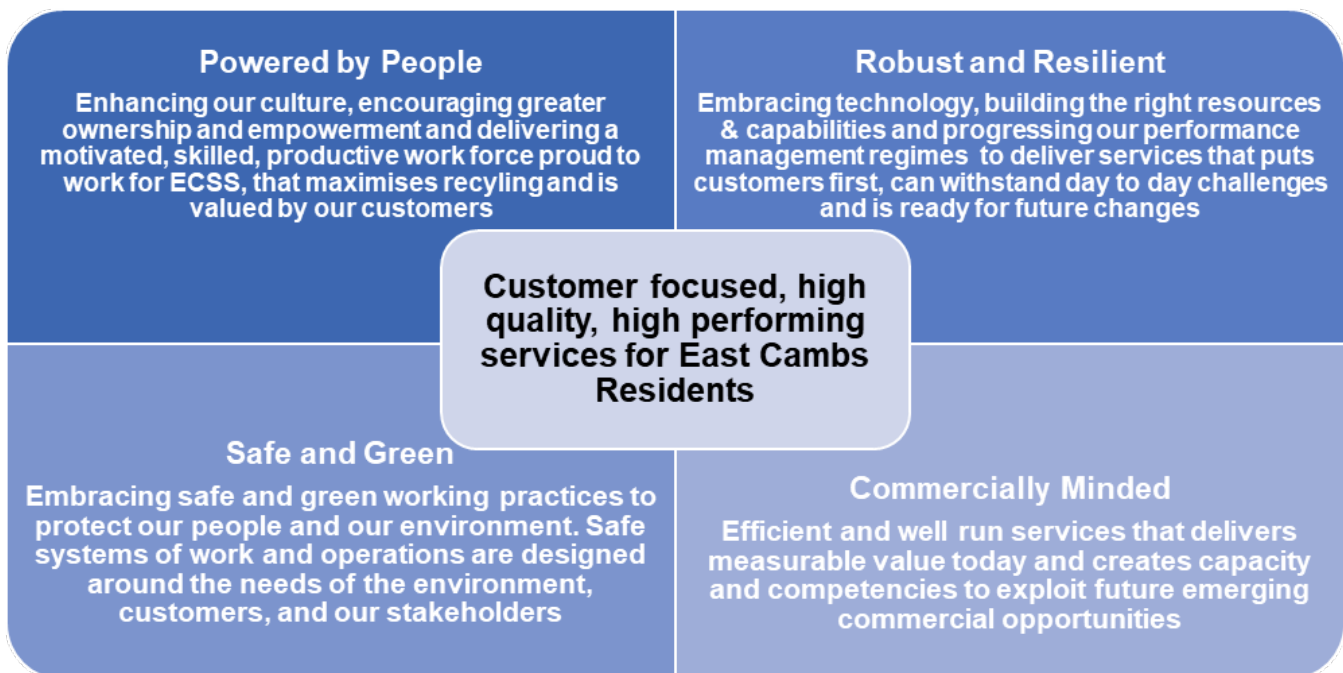 Powered by People
Enhancing our culture, encouraging greater
ownership and empowerment and delivering a
motivated, skilled, productive work force proud to
work for ECSS, that maximises recyling and is
valued by our customers
Robust and Resilient
Embracing technology, building the right resources
& capabilities and progressing our performance
management regimes to deliver services that puts
customers first, can withstand day to day challenges
and is ready for future changes
Customer focused, high
quality, high performing
services for East Cambs
Residents
Safe and Green
Embracing safe and green working practices to
protect our people and our environment. Safe
systems of work and operations are designed
around the needs of the environment,
customers, and our stakeholders
Commercially Minded
Efficient and well run services that delivers
measurable value today and creates capacity
and competencies to exploit future emerging
commercial opportunities